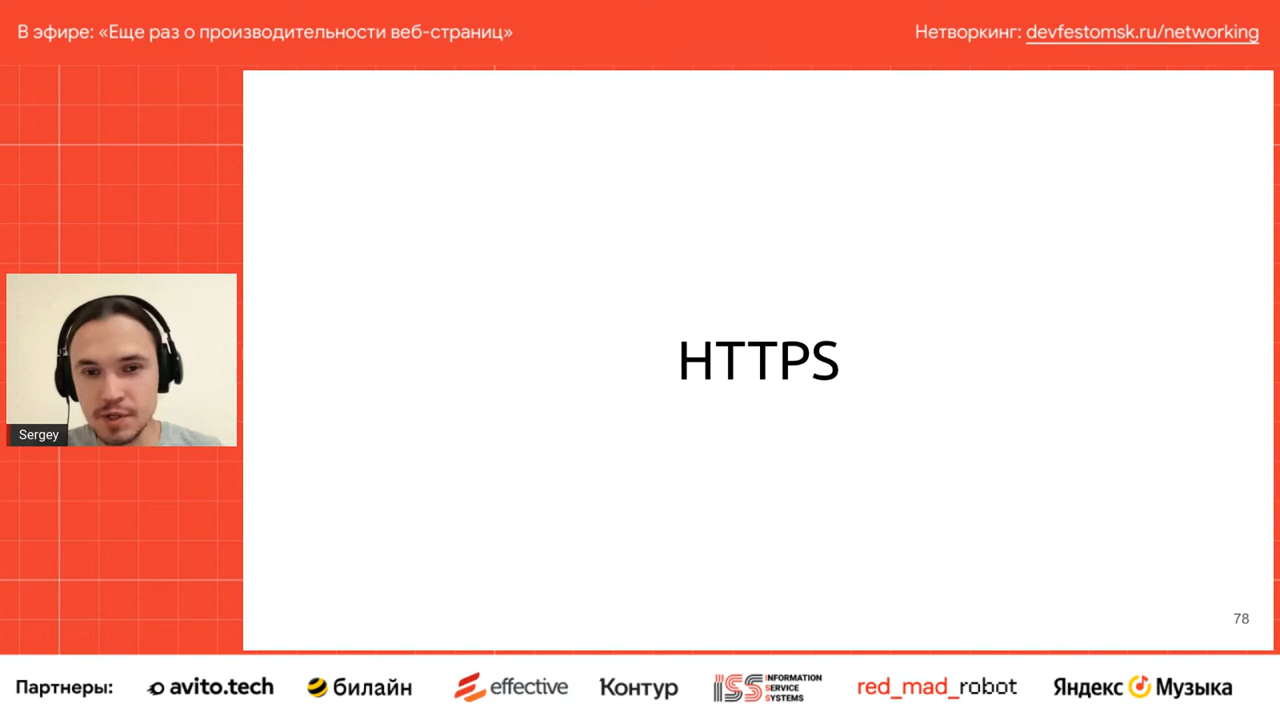 В эфире: «Еще раз о производительности веб-страниц»
Нетворкинг: devfestomsk.ru/networking
HTTPS
Sergey
78
Партнеры: avito.tech билайн effective Контур ISS INFORMATION SERVICE SYSTEMS red_mad_robot Яндекс Музыка